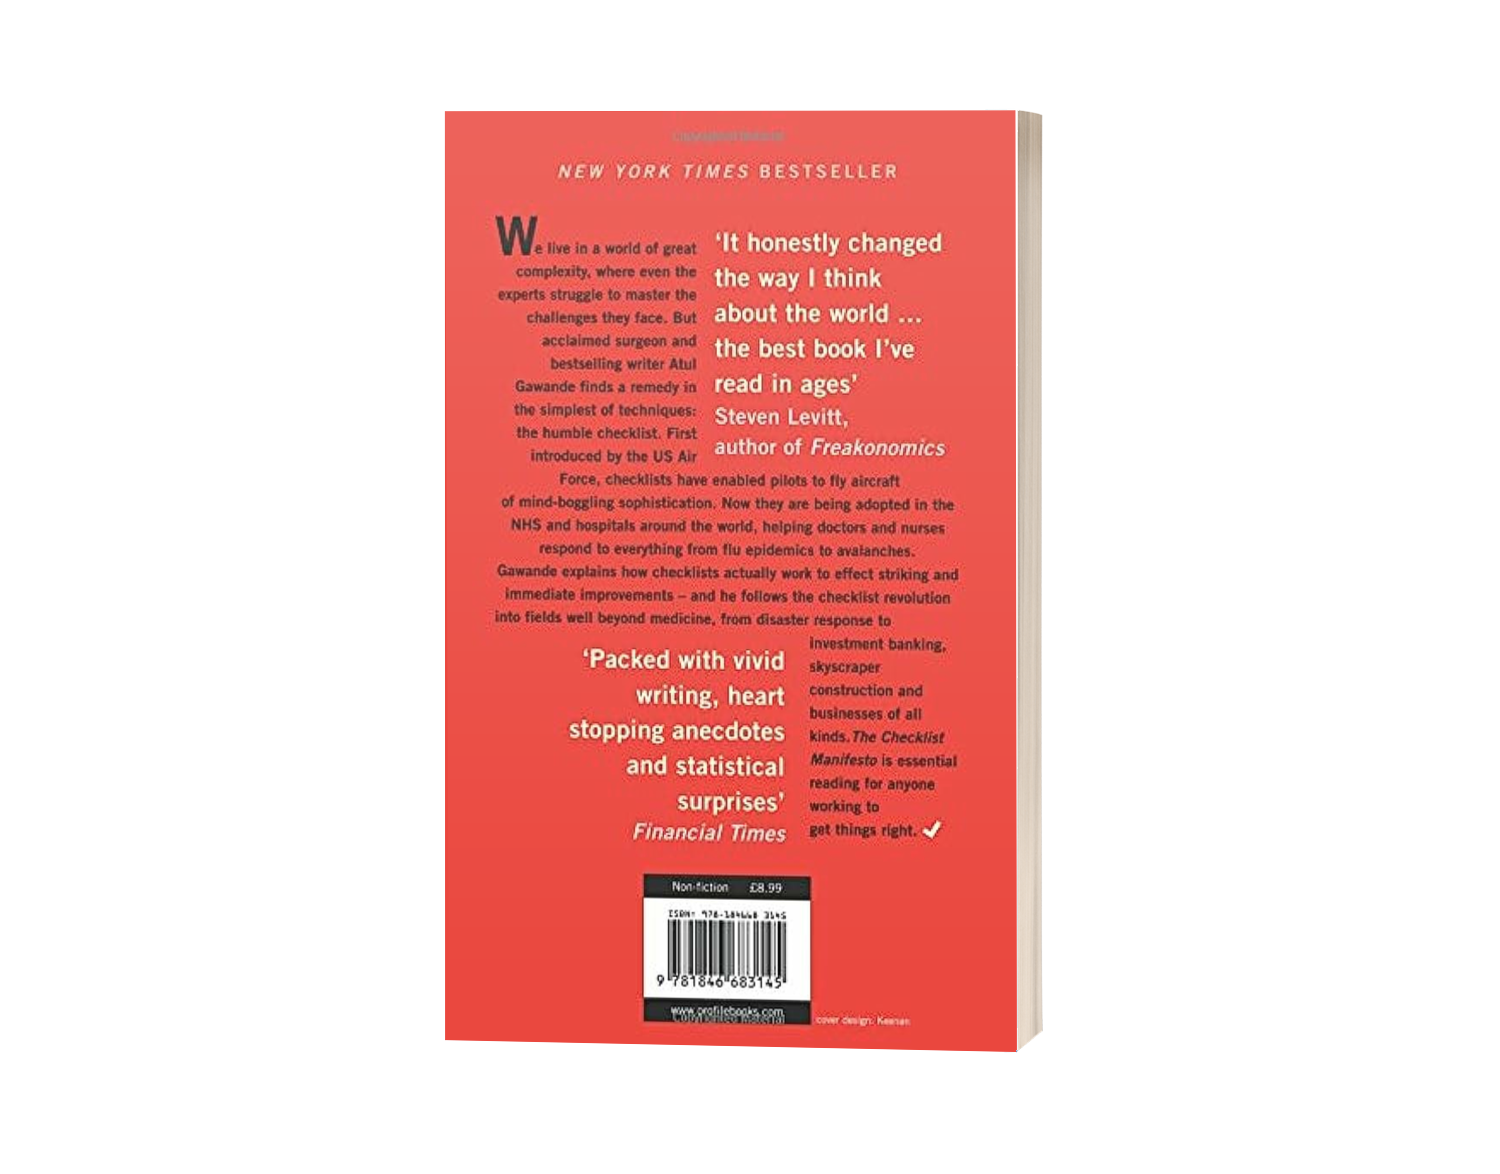 NEW YORK TIMES BESTSELLER
We live in a world of great
complexity, where even the
experts struggle to master the
challenges they face. But
acclaimed surgeon and
bestselling writer Atul
Gawande finds a remedy in
the simplest of techniques:
the humble checklist. First
introduced by the US Air
Force, checklists have enabled pilots to fly aircraft
of mind-boggling sophistication. Now they are being adopted in the
NHS and hospitals around the world, helping doctors and nurses
respond to everything from flu epidemics to avalanches.
Gawande explains how checklists actually work to effect striking and
immediate improvements – and he follows the checklist revolution
into fields well beyond medicine, from disaster response to
investment banking,
skyscraper
construction and
businesses of all
kinds. The Checklist
Manifesto is essential
reading for anyone
working to
get things right.
‘It honestly changed
the way I think
about the world ...
the best book I’ve
read in ages’
Steven Levitt,
author of Freakonomics
‘Packed with vivid
writing, heart
stopping anecdotes
and statistical
surprises’
Financial Times
Non-fiction £8.99
ISBN: 978-184668 3145
9 781846 683145
www.profilebooks.com
cover design: Keenan